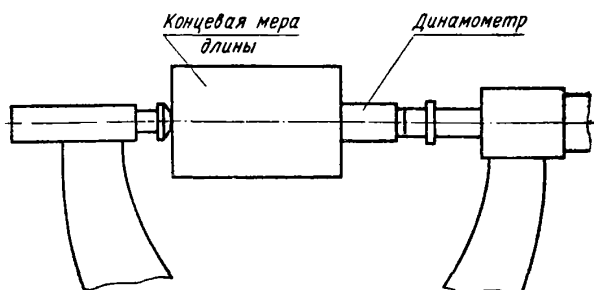 Концевая мера
длины
Динамометр